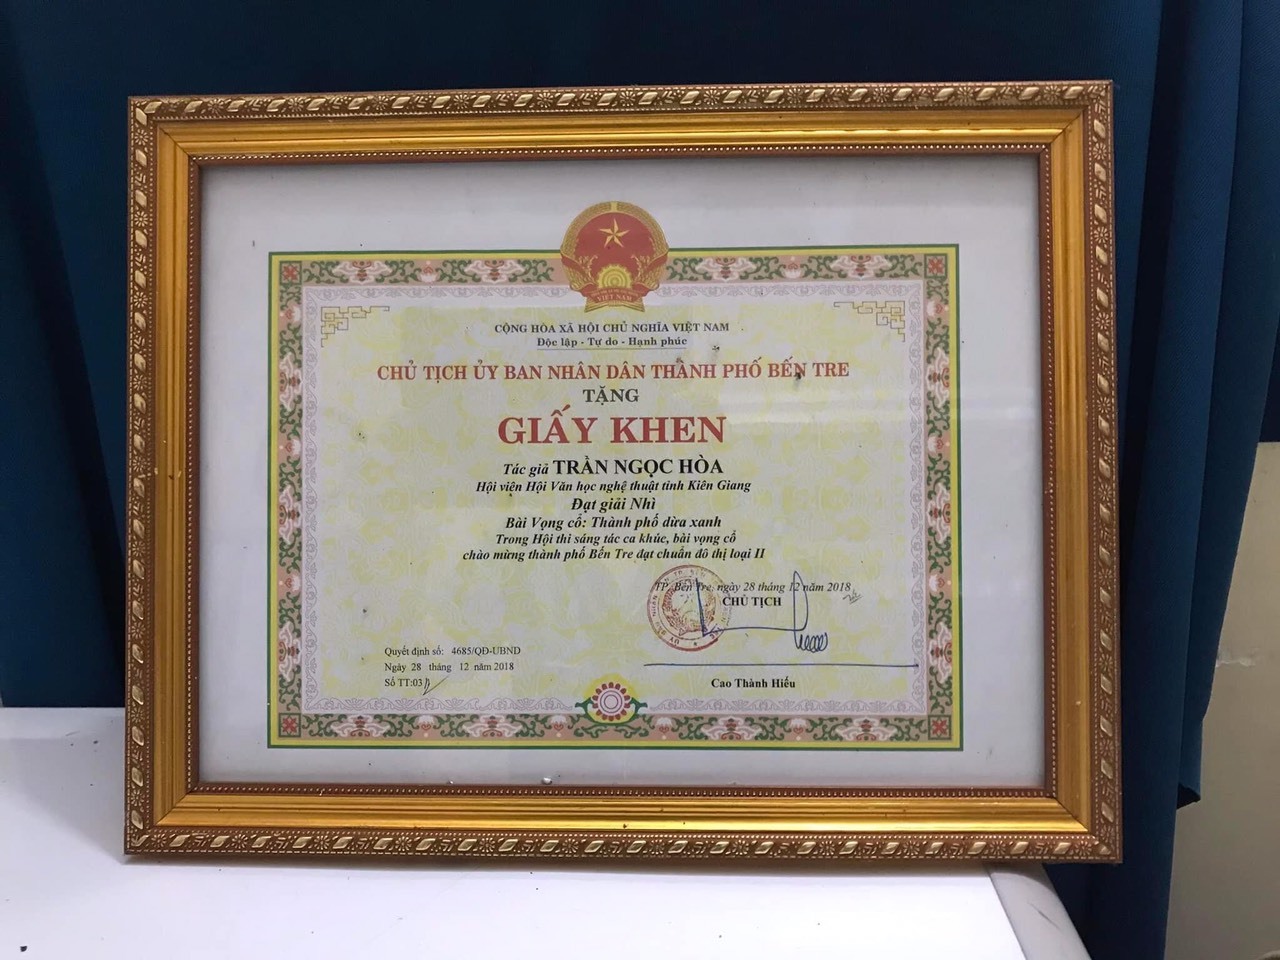 VIỆT NAM
CỘNG HÒA XÃ HỘI CHỦ NGHĨA VIỆT NAM
Độc lập - Tự do - Hạnh phúc
CHỦ TỊCH ỦY BAN NHÂN DÂN THÀNH PHỐ BẾN TRE
TẶNG
GIẤY KHEN
Tác giả TRẦN NGỌC HÒA
Hội viên Hội Văn học nghệ thuật tỉnh Kiên Giang
Đạt giải Nhì
Bài Vọng cổ: Thành phố dừa xanh
Trong Hội thi sáng tác ca khúc, bài vọng cổ
chào mừng thành phố Bến Tre đạt chuẩn đô thị loại II
TP. Bến Tre, ngày 28 tháng 12 năm 2018
CHỦ TỊCH
Quyết định số: 4685/QĐ-UBND
Ngày 28 tháng 12 năm 2018
Số TT:03
Cao Thành Hiếu